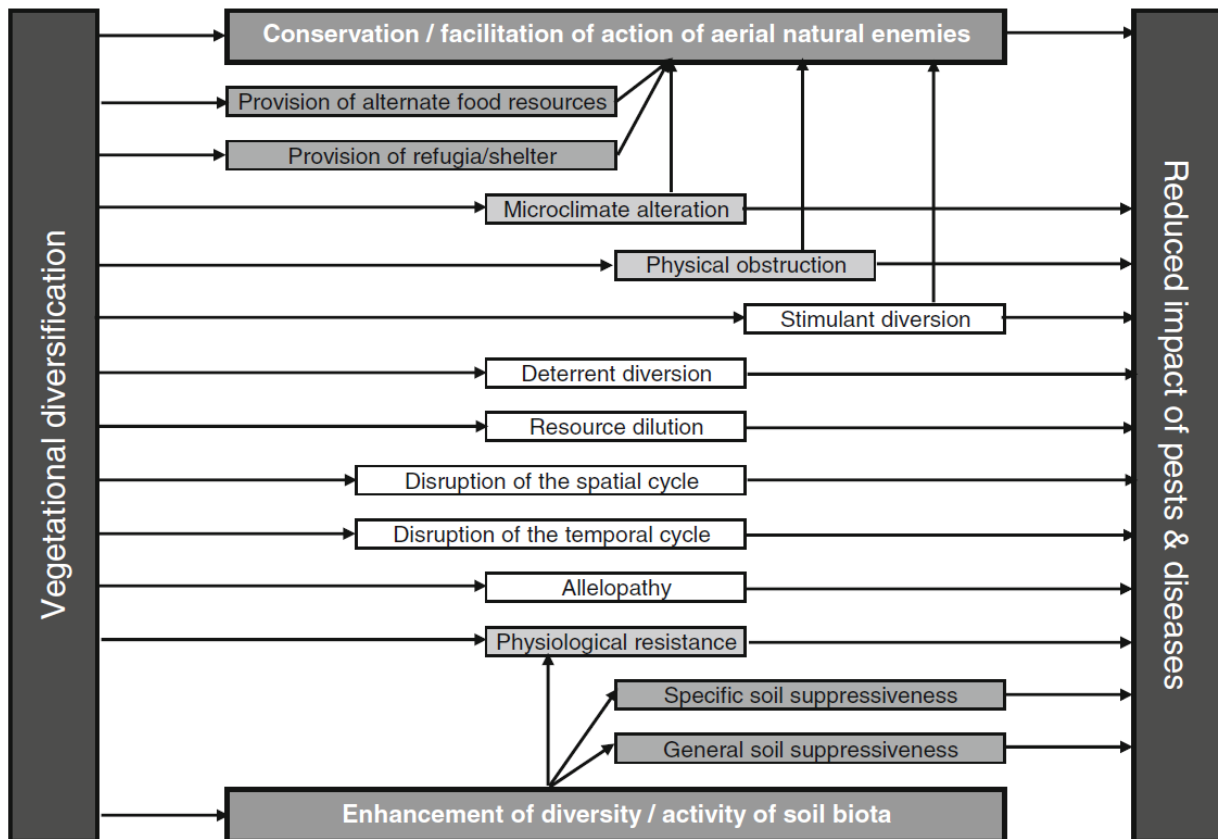 Vegetational diversification
Conservation / facilitation of action of aerial natural enemies
Provision of alternate food resources
Provision of refugia/shelter
Microclimate alteration
Physical obstruction
Stimulant diversion
Deterrent diversion
Resource dilution
Disruption of the spatial cycle
Disruption of the temporal cycle
Allelopathy
Physiological resistance
Specific soil suppressiveness
General soil suppressiveness
Enhancement of diversity / activity of soil biota
Reduced impact of pests & diseases